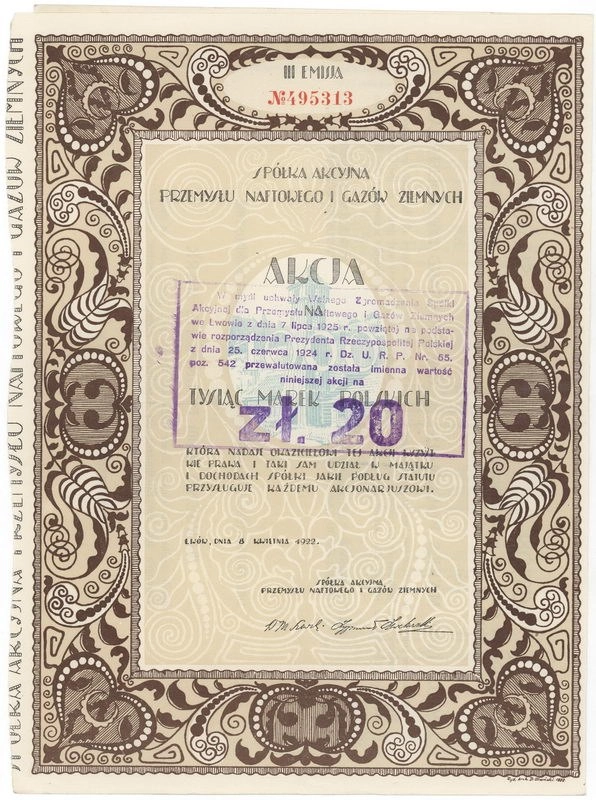 III EMISJA
№495313
SPÓŁKA AKCYJNA
PRZEMYSŁU NAFTOWEGO I GAZÓW ZIEMNYCH
AKCJA
NA
W myśl uchwały Walnego Zgromadzenia Spółki
Akcyjnej dla Przemysłu Naftowego i Gazów Ziemnych
we Lwowie z dnia 7 lipca 1925 r. powziętej na podsta-
wie rozporządzenia Prezydenta Rzeczypospolitej Polskiej
z dnia 25. czerwca 1924 r. Dz. U. R. P. Nr. 55.
poz. 542 przewalutowana została imienna wartość
niniejszej akcji na
TYSIĄC MAREK POLSKICH
zł. 20
KTÓRA NADAJE OKAZICIELOWI TEJ AKCJI WSZYST
KIE PRAWA I TAKI SAM UDZIAŁ W MAJĄTKU
I DOCHODACH SPÓŁKI JAKIE PODŁUG STATUTU
PRZYSŁUGUJE KAŻDEMU AKCJONARJUSZOWI.
LWÓW, DNIA 8 KWIETNIA 1922.
SPÓŁKA AKCYJNA
PRZEMYSŁU NAFTOWEGO I GAZÓW ZIEMNYCH
SPÓŁKA AKCYJNA PRZEMYSŁU NAFTOWEGO I GAZÓW ZIEMNYCH